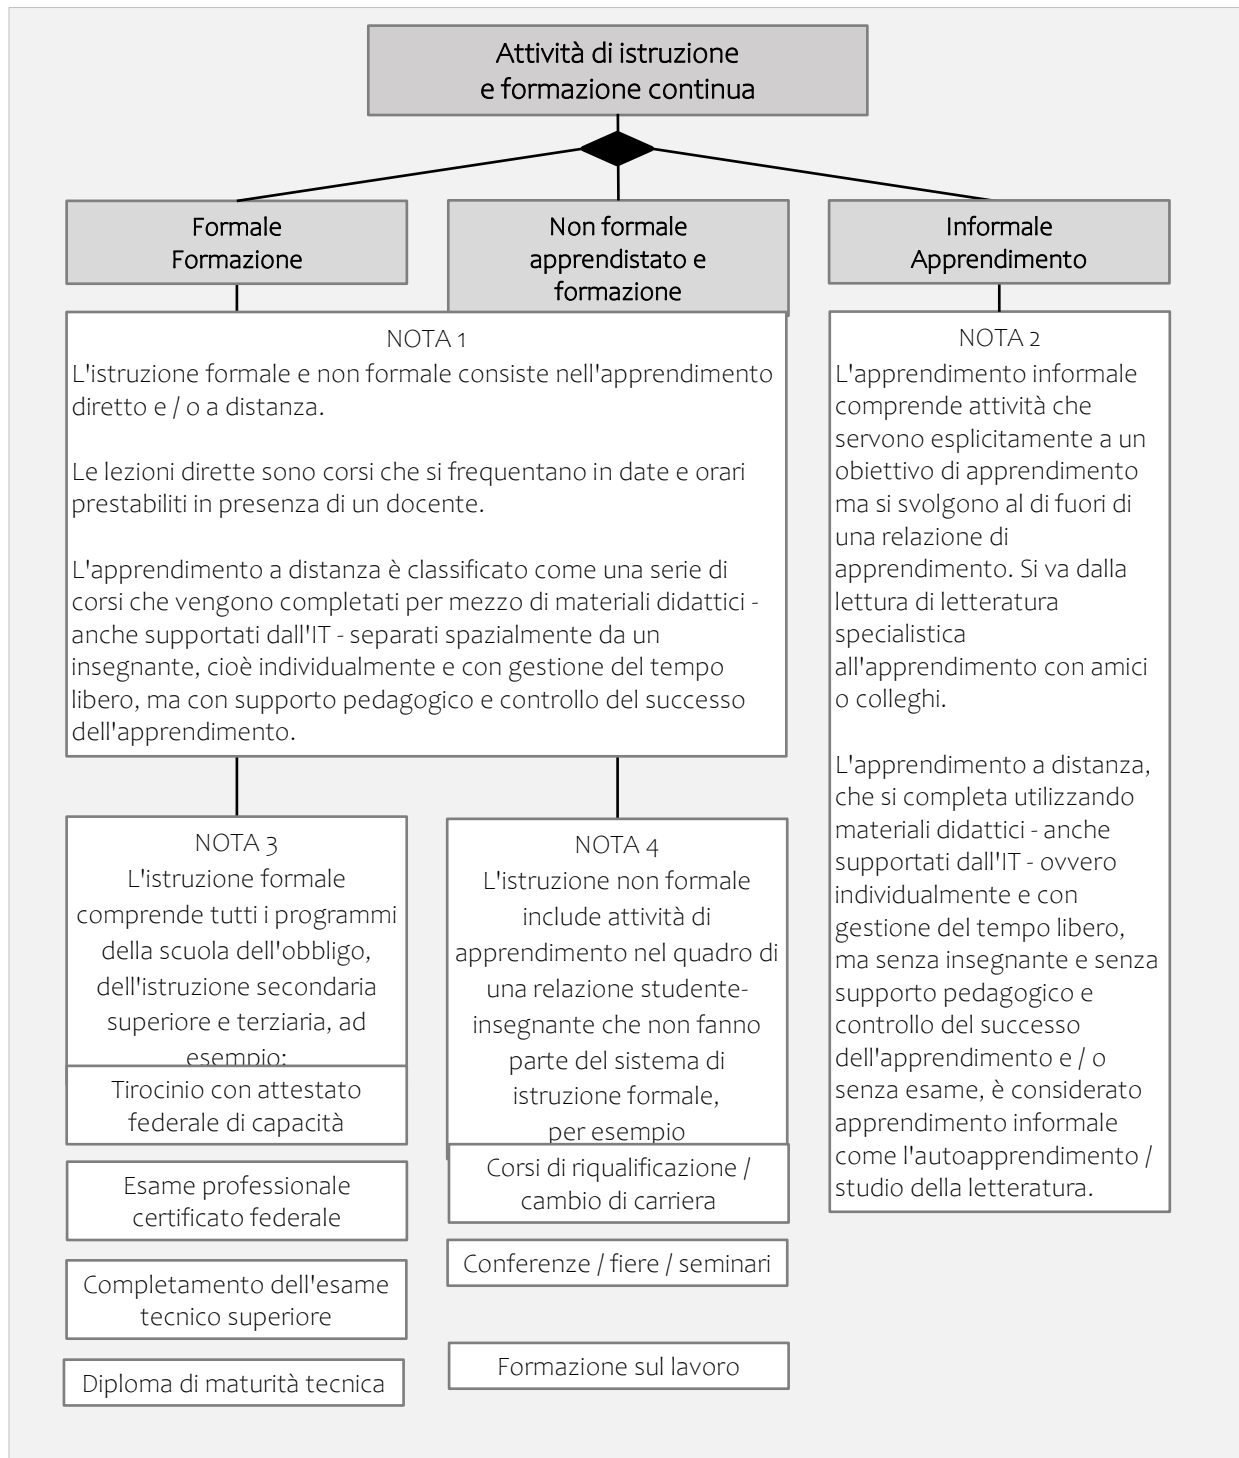 Attività di istruzione
e formazione continua
Formale
Formazione
Non formale
apprendistato e
formazione
Informale
Apprendimento
NOTA 1
L'istruzione formale e non formale consiste nell'apprendimento
diretto e / o a distanza.
Le lezioni dirette sono corsi che si frequentano in date e orari
prestabiliti in presenza di un docente.
L'apprendimento a distanza è classificato come una serie di
corsi che vengono completati per mezzo di materiali didattici -
anche supportati dall'IT - separati spazialmente da un
insegnante, cioè individualmente e con gestione del tempo
libero, ma con supporto pedagogico e controllo del successo
dell'apprendimento.
NOTA 2
L'apprendimento informale
comprende attività che
servono esplicitamente a un
obiettivo di apprendimento
ma si svolgono al di fuori di
una relazione di
apprendimento. Si va dalla
lettura di letteratura
specialistica
all'apprendimento con amici
o colleghi.
L'apprendimento a distanza,
che si completa utilizzando
materiali didattici - anche
supportati dall'IT - ovvero
individualmente e con
gestione del tempo libero,
ma senza insegnante e senza
supporto pedagogico e
controllo del successo
dell'apprendimento e / o
senza esame, è considerato
apprendimento informale
come l'autoapprendimento /
studio della letteratura.
NOTA 3
L'istruzione formale
comprende tutti i programmi
della scuola dell'obbligo,
dell'istruzione secondaria
superiore e terziaria, ad
esempio:
Tirocinio con attestato
federale di capacità
Esame professionale
certificato federale
Completamento dell'esame
tecnico superiore
Diploma di maturità tecnica
NOTA 4
L'istruzione non formale
include attività di
apprendimento nel quadro di
una relazione studente-
insegnante che non fanno
parte del sistema di
istruzione formale,
per esempio
Corsi di riqualificazione /
cambio di carriera
Conferenze / fiere / seminari
Formazione sul lavoro